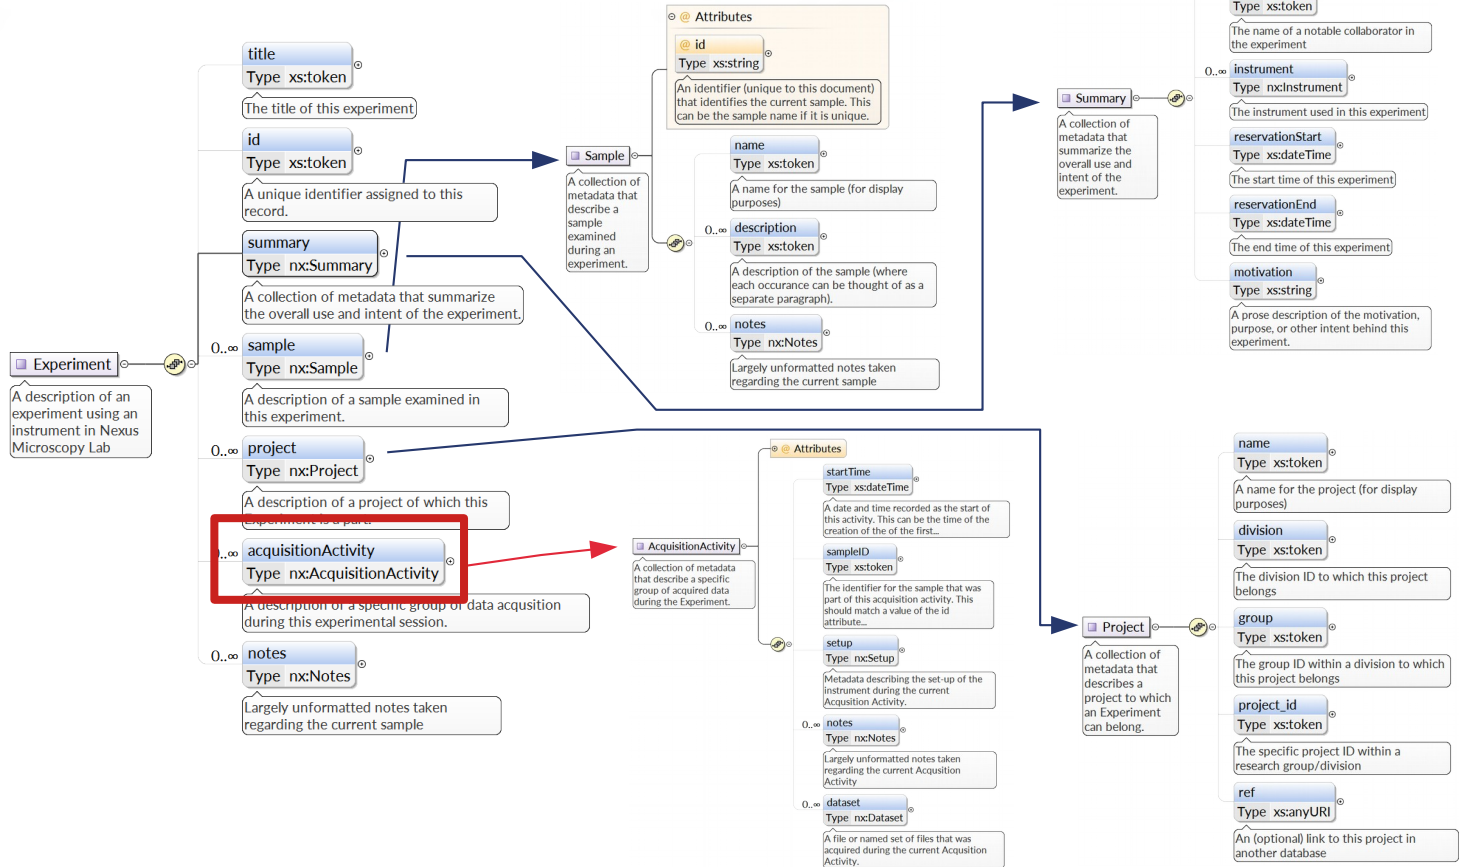 title
Type xs:token
The title of this experiment
id
Type xs:token
A unique identifier assigned to this
record.
summary
Type nx:Summary
A collection of metadata that summarize
the overall use and intent of the experiment.
0..∞
sample
Type nx:Sample
A description of a sample examined in
this experiment.
Experiment
A description of an
experiment using an
instrument in Nexus
Microscopy Lab
0..∞
project
Type nx:Project
A description of a project of which this
Experiment is a part.
0..∞
acquisitionActivity
Type nx:AcquisitionActivity
A description of a specific group of data acqusition
during this experimental session.
0..∞
notes
Type nx:Notes
Largely unformatted notes taken
regarding the current sample
@ Attributes
@ id
Type xs:string
An identifier (unique to this document)
that identifies the current sample. This
can be the sample name if it is unique.
Sample
A collection of
metadata that
describe a
sample
examined
during an
experiment.
name
Type xs:token
A name for the sample (for display
purposes)
0..∞
description
Type xs:token
A description of the sample (where
each occurance can be thought of as a
separate paragraph).
0..∞
notes
Type nx:Notes
Largely unformatted notes taken
regarding the current sample
@ Attributes
startTime
Type xs:dateTime
A date and time recorded as the start of
this activity. This can be the time of the
creation of the of the first...
AcquisitionActivity
A collection of metadata
that describe a specific
group of acquired data
during the Experiment.
sampleID
Type xs:token
The identifier for the sample that was
part of this acquisition activity. This
should match a value of the id
attribute...
setup
Type nx:Setup
Metadata describing the set-up of the
instrument during the current
Acqusition Activity.
0..∞
notes
Type nx:Notes
Largely unformatted notes taken
regarding the current Acqusition
Activity
0..∞
dataset
Type nx:Dataset
A file or named set of files that was
acquired during the current Acqusition
Activity.
Type xs:token
The name of a notable collaborator in
the experiment
0..∞
instrument
Type nx:Instrument
The instrument used in this experiment
Summary
A collection of
metadata that
summarize the
overall use and
intent of the
experiment.
reservationStart
Type xs:dateTime
The start time of this experiment
reservationEnd
Type xs:dateTime
The end time of this experiment
motivation
Type xs:string
A prose description of the motivation,
purpose, or other intent behind this
experiment.
name
Type xs:token
A name for the project (for display
purposes)
division
Type xs:token
The division ID to which this project
belongs
Project
A collection of
metadata that
describes a
project to which
an Experiment
can belong.
group
Type xs:token
The group ID within a division to which
this project belongs
project_id
Type xs:token
The specific project ID within a
research group/division
ref
Type xs:anyURI
An (optional) link to this project in
another database